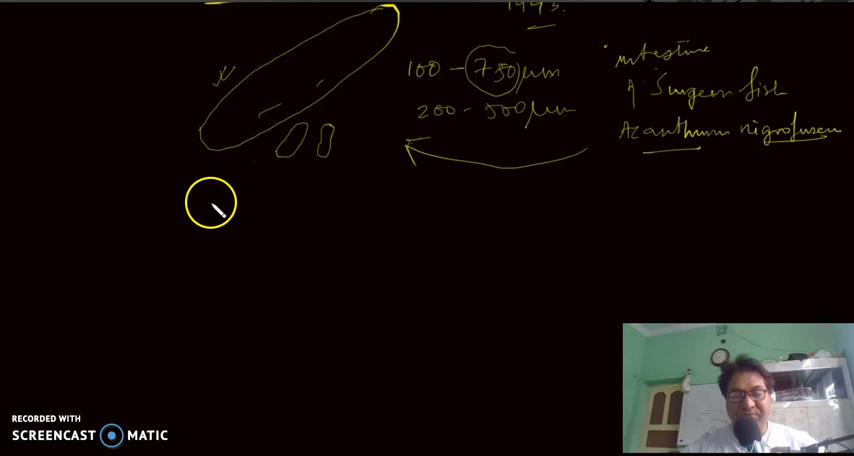 1993.
100 - 750 µm
200 - 500 µm
intestine
of Surgeon fish
Acanthurus nigrofuscus
RECORDED WITH
SCREENCAST MATIC